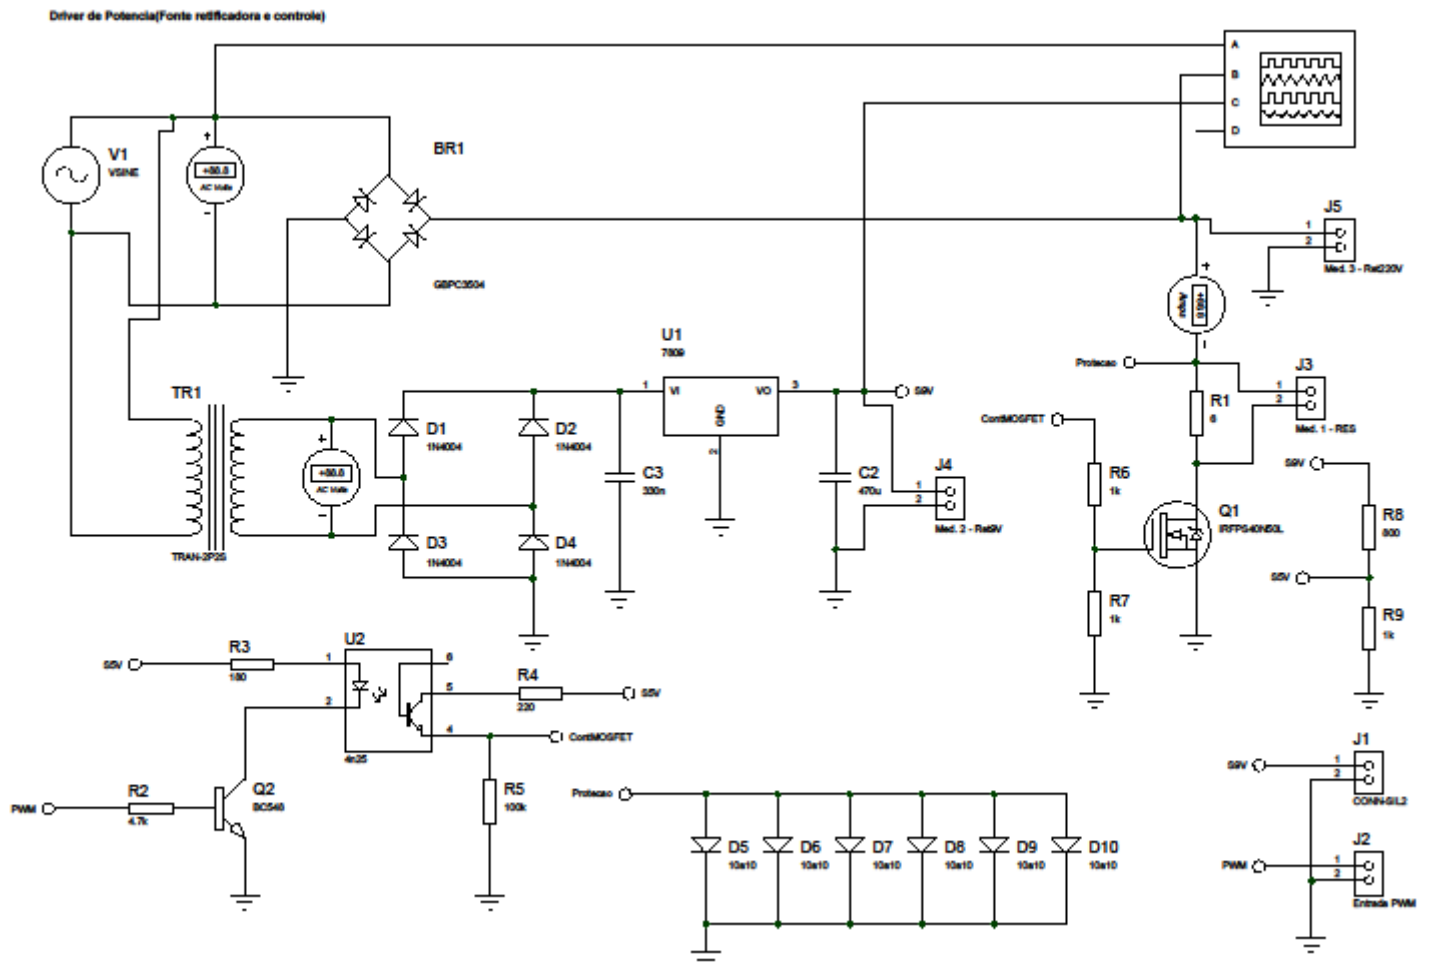 Driver de Potencia(Fonte retificadora e controle)
A
B
C
D
V1
VSINE
+88.8
AC Volts
BR1
GBPC3504
J5
1
2
Med. 3 - Ret220V
+88.8
Amps
U1
7809
1
VI
VO
3
GND
2
S9V
Protecao
J3
1
2
Med. 1 - RES
R1
6
TR1
TRAN-2P2S
+88.8
AC Volts
D1
1N4004
D2
1N4004
D3
1N4004
D4
1N4004
C3
330n
C2
470u
J4
1
2
Med. 2 - Ret9V
ContMOSFET
R6
1k
R7
1k
Q1
IRFPS40N50L
S9V
R8
800
S5V
R9
1k
S5V
R3
180
U2
1
2
6
5
4
4n25
R4
220
S5V
ContMOSFET
R5
100k
PWM
R2
4.7k
Q2
BC548
Protecao
D5
10a10
D6
10a10
D7
10a10
D8
10a10
D9
10a10
D10
10a10
J1
S9V
1
2
CONN-SIL2
J2
PWM
1
2
Entrada PWM